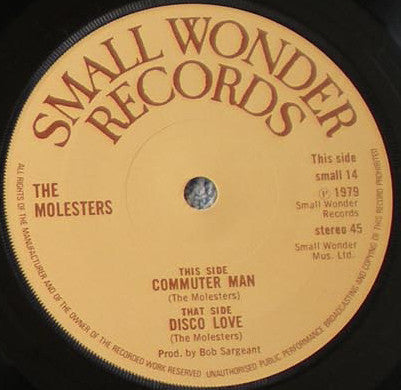 SMALL WONDER
RECORDS
THE
MOLESTERS
This side
small 14
Ⓟ 1979
Small Wonder
Records
stereo 45
Small Wonder
Mus. Ltd.
THIS SIDE
COMMUTER MAN
(The Molesters)
THAT SIDE
DISCO LOVE
(The Molesters)
Prod. by Bob Sargeant
ALL RIGHTS OF THE MANUFACTURER AND OF THE OWNER OF THE RECORDED WORK RESERVED UNAUTHORISED PUBLIC PERFORMANCE BROADCASTING AND COPYING OF THIS RECORD PROHIBITED